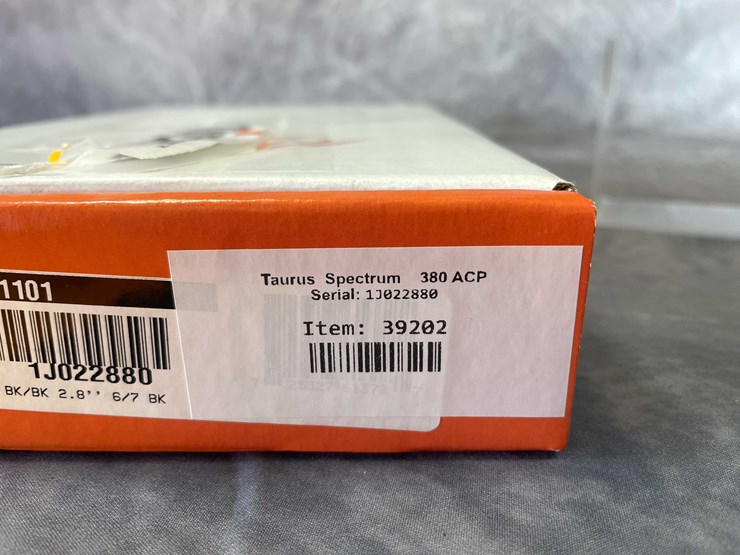 1101
1J022880
BK/BK 2.8'' 6/7 BK
Taurus Spectrum 380 ACP
Serial: 1J022880
Item: 39202